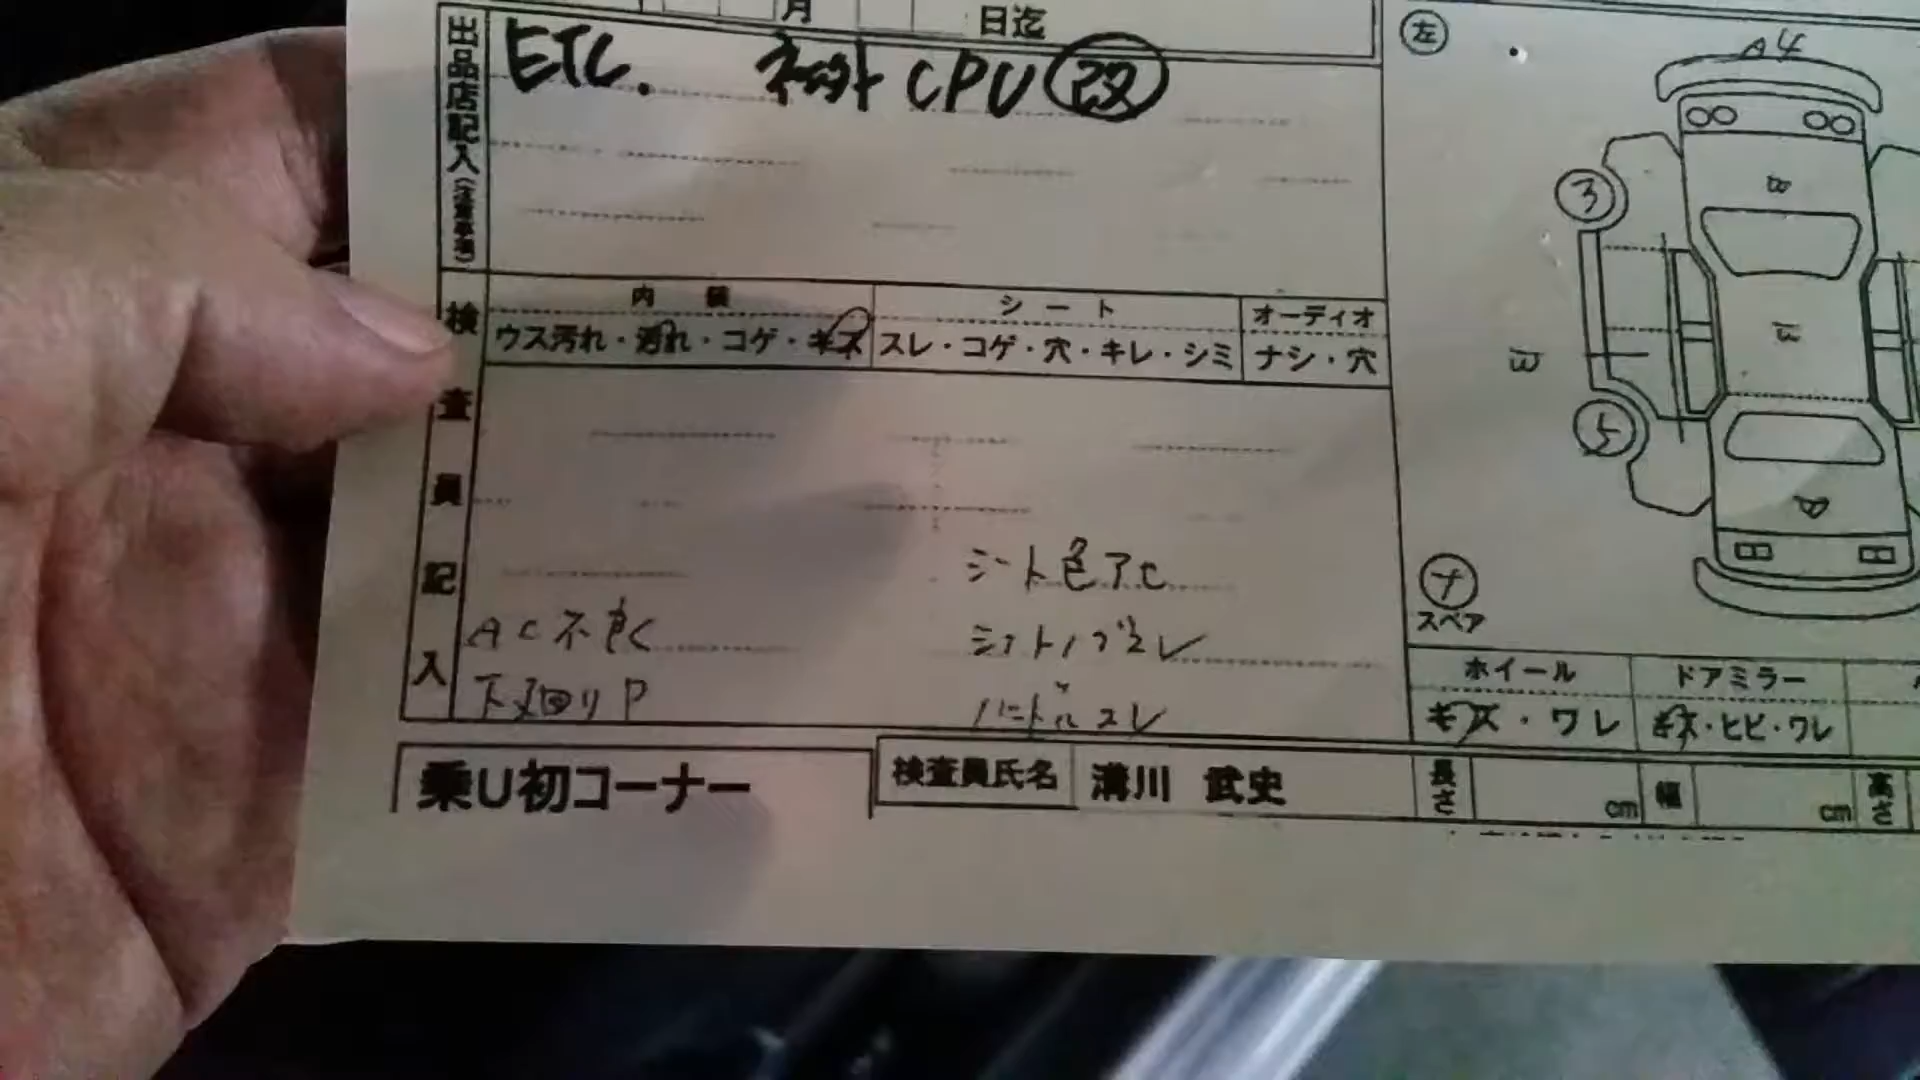 月 日迄
出品店記入(注意事項)
ETC. CPU 改
内装 シート オーディオ
ウス汚れ・汚れ・コゲ・キズ スレ・コゲ・穴・キレ・シミ ナシ・穴
検査員記入
シート色アセ
AC不良 シフトノブスレ
下廻りP ハンドルスレ
乗U初コーナー
検査員氏名 溝川 武史
左
A4
3
5
スペア
ホイール ドアミラー
キズ・ワレ キズ・ヒビ・ワレ
長さ cm 幅 cm 高さ